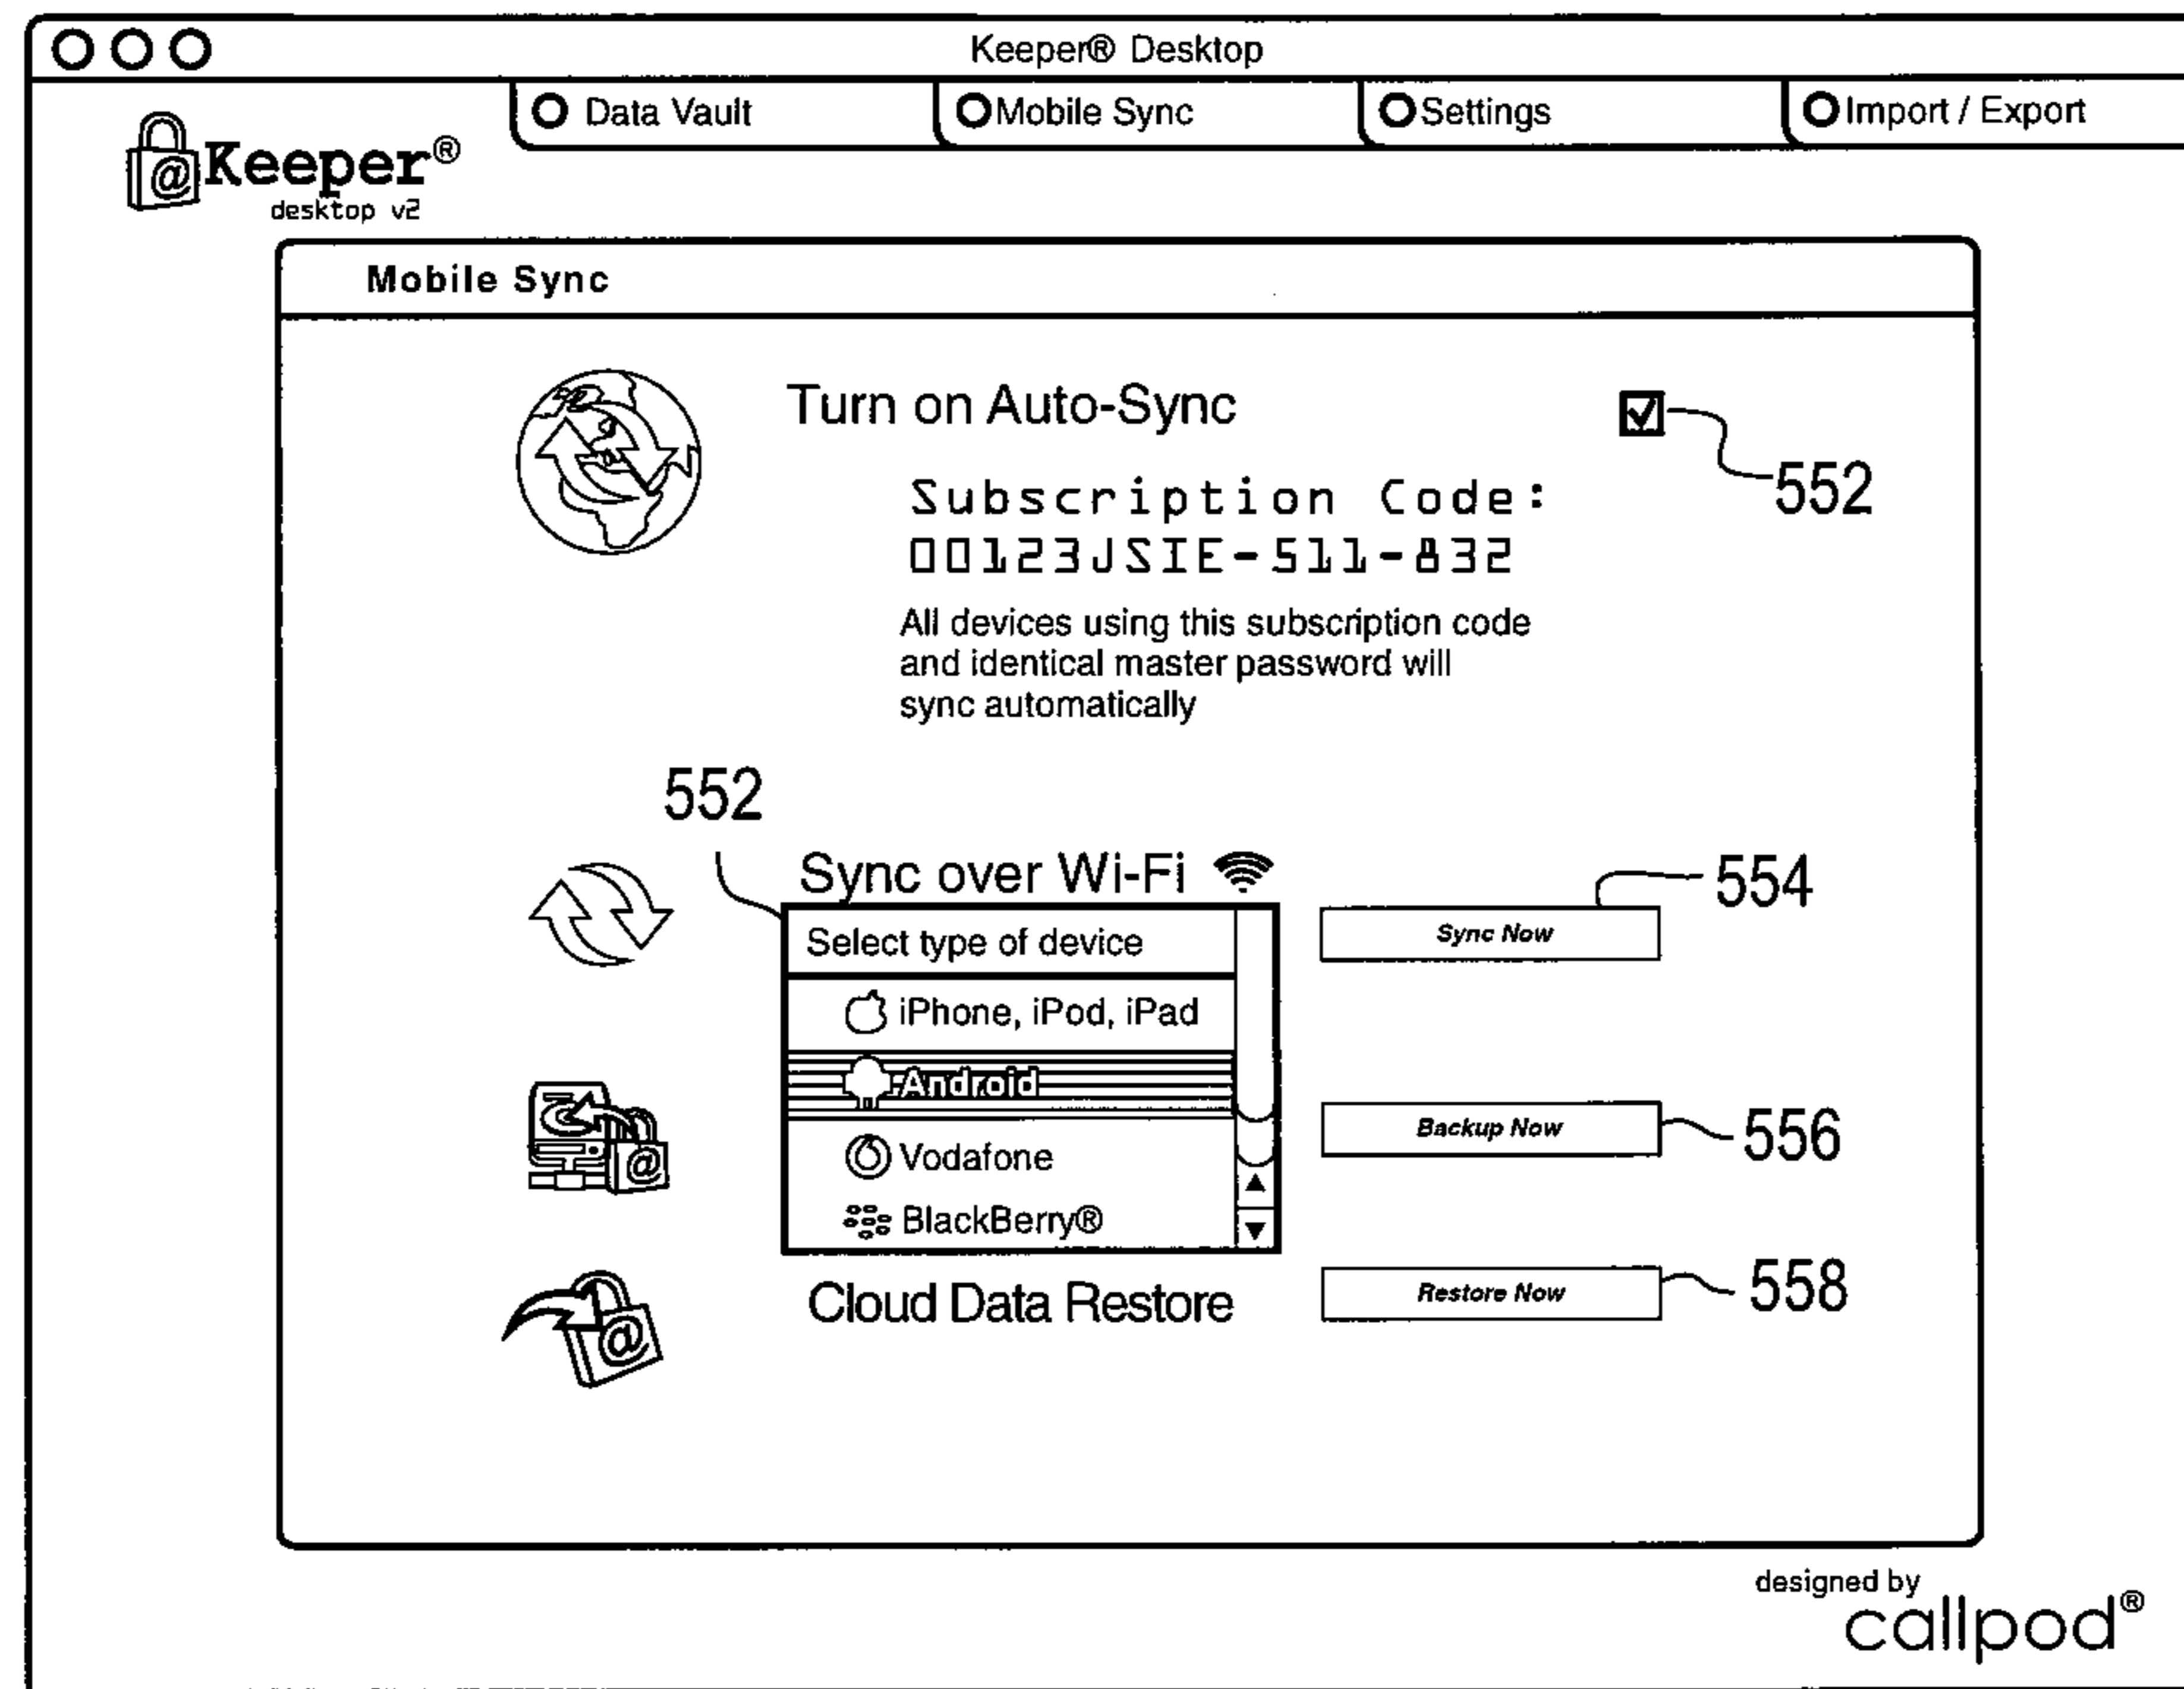 Keeper® Desktop
Data Vault
Mobile Sync
Settings
Import / Export
@Keeper®
desktop v2
Mobile Sync
Turn on Auto-Sync
552
Subscription Code:
00123JSIE-511-832
All devices using this subscription code
and identical master password will
sync automatically
552
Sync over Wi-Fi
554
Select type of device
Sync Now
iPhone, iPod, iPad
Android
Backup Now
556
Vodafone
@
BlackBerry®
Cloud Data Restore
Restore Now
558
@
designed by
callpod®